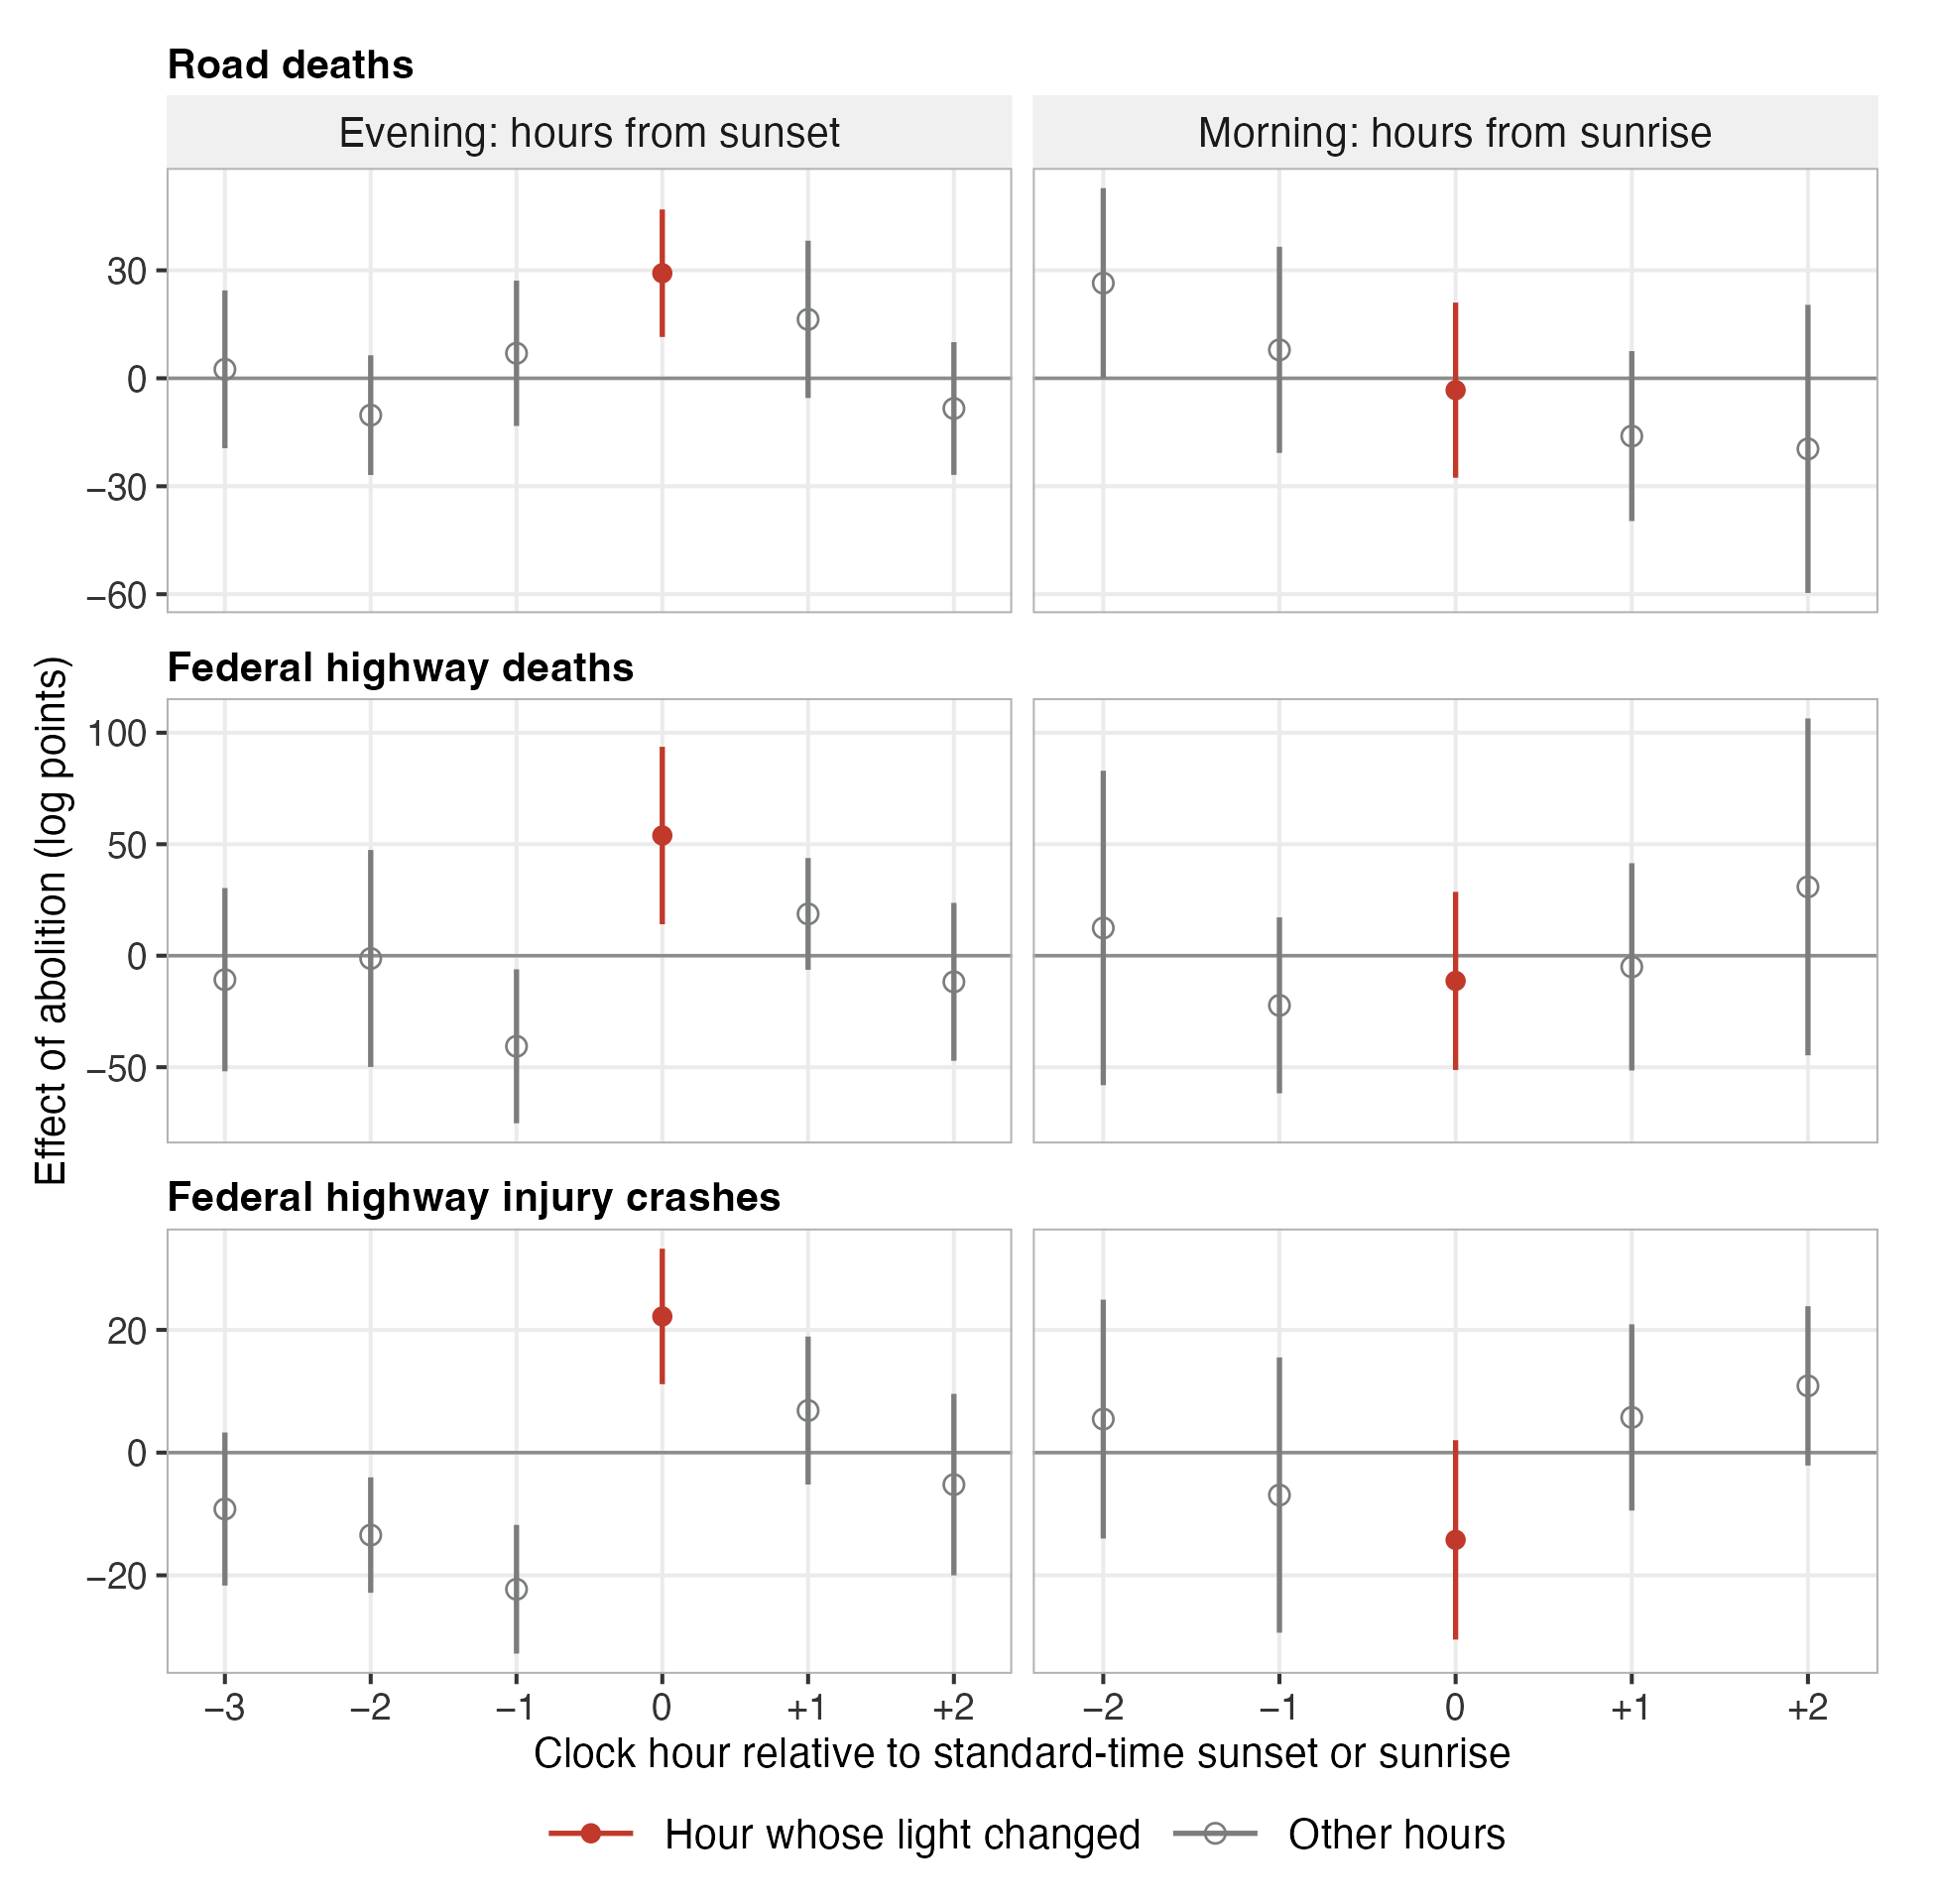 Road deaths
Evening: hours from sunset
Morning: hours from sunrise
30
0
−30
−60
Federal highway deaths
100
50
0
−50
Federal highway injury crashes
20
0
−20
Effect of abolition (log points)
−3 −2 −1 0 +1 +2
−2 −1 0 +1 +2
Clock hour relative to standard-time sunset or sunrise
Hour whose light changed
Other hours